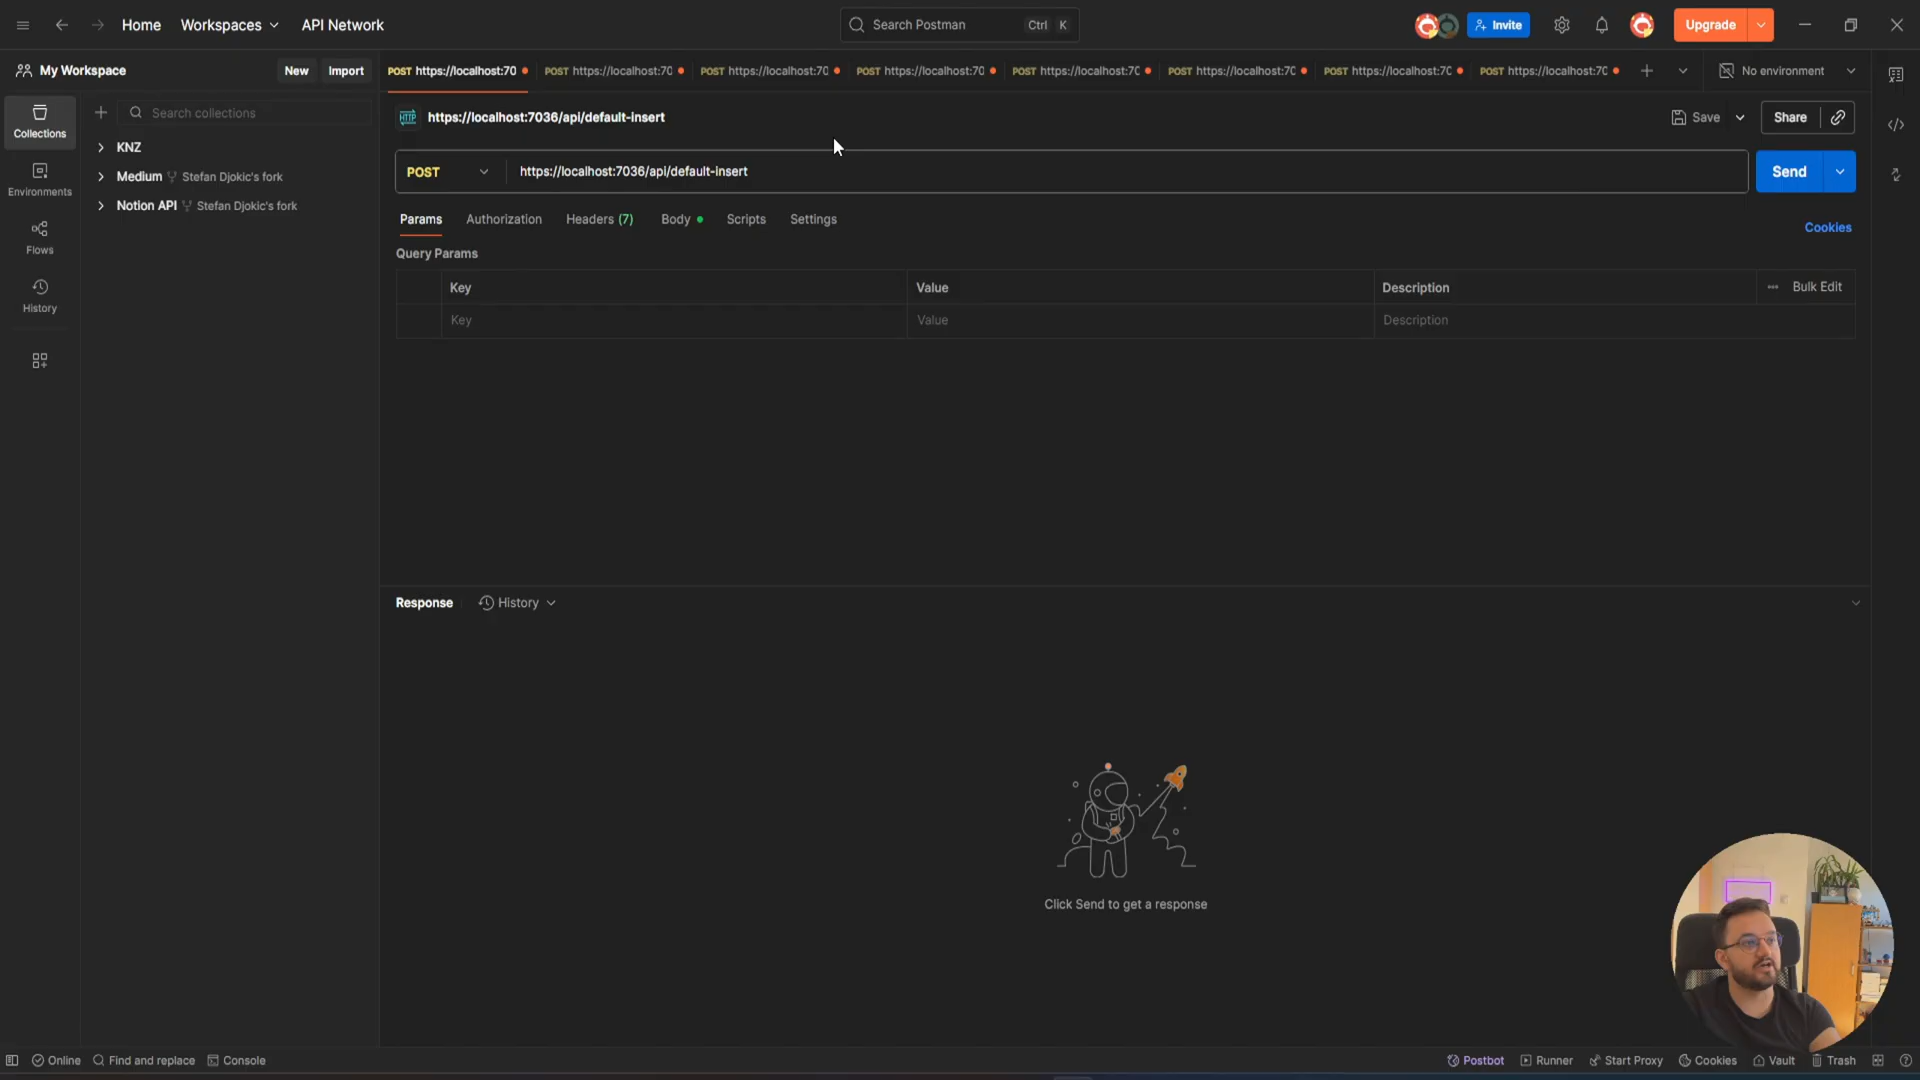 Home Workspaces API Network Search Postman Ctrl K Invite Upgrade
My Workspace New Import POST https://localhost:70 POST https://localhost:70 POST https://localhost:70 POST https://localhost:70 POST https://localhost:70 POST https://localhost:70 POST https://localhost:70 POST https://localhost:70 No environment
Collections
Environments
Flows
History
Search collections
KNZ
Medium Stefan Djokic's fork
Notion API Stefan Djokic's fork
HTTP https://localhost:7036/api/default-insert Save Share
POST https://localhost:7036/api/default-insert Send
Params Authorization Headers (7) Body Scripts Settings Cookies
Query Params
Key Value Description Bulk Edit
Key Value Description
Response History
Click Send to get a response
Online Find and replace Console Postbot Runner Start Proxy Cookies Vault Trash